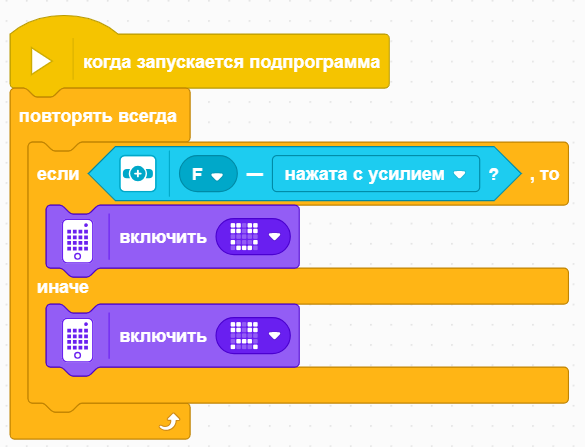 когда запускается подпрограмма
повторять всегда
если F — нажата с усилием ? , то
включить
иначе
включить